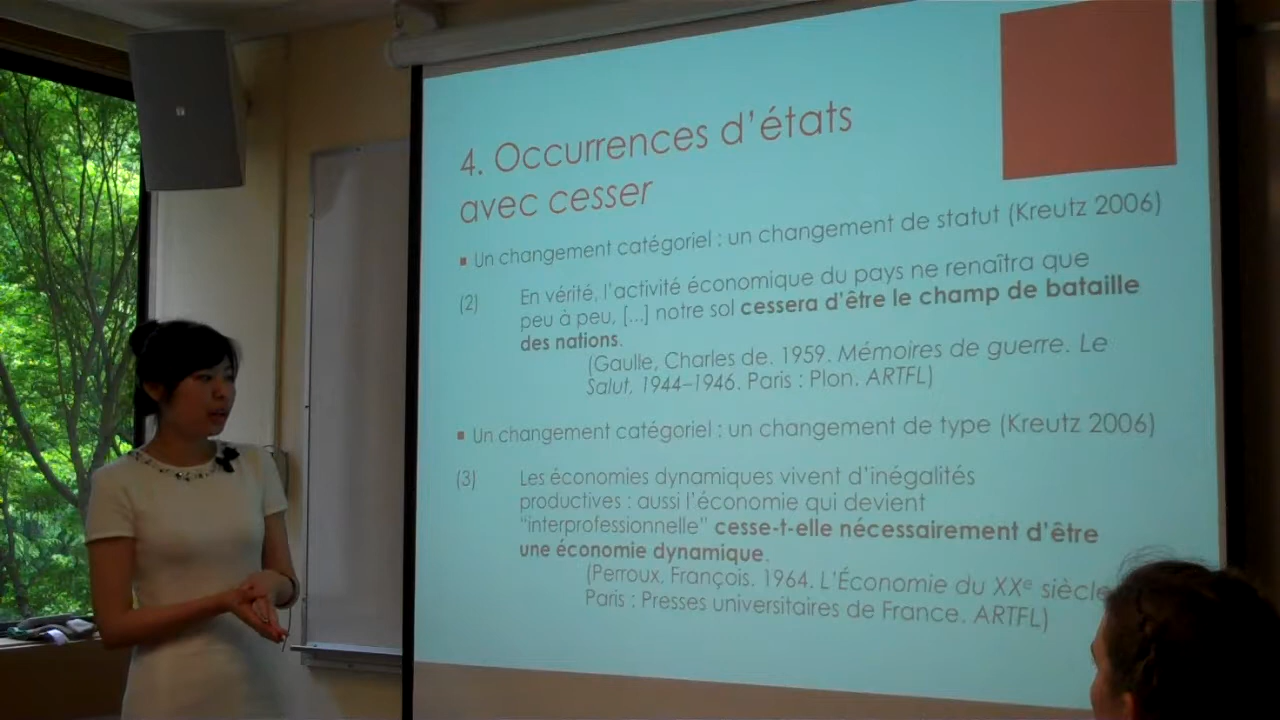 4. Occurrences d'états
avec cesser
Un changement catégoriel : un changement de statut (Kreutz 2006)
(2) En vérité, l'activité économique du pays ne renaîtra que
peu à peu, [...] notre sol cessera d'être le champ de bataille
des nations.
(Gaulle, Charles de. 1959. Mémoires de guerre. Le
Salut, 1944–1946. Paris : Plon. ARTFL)
Un changement catégoriel : un changement de type (Kreutz 2006)
(3) Les économies dynamiques vivent d'inégalités
productives : aussi l'économie qui devient
"interprofessionnelle" cesse-t-elle nécessairement d'être
une économie dynamique.
(Perroux, François. 1964. L'Économie du XXe siècle
Paris : Presses universitaires de France. ARTFL)